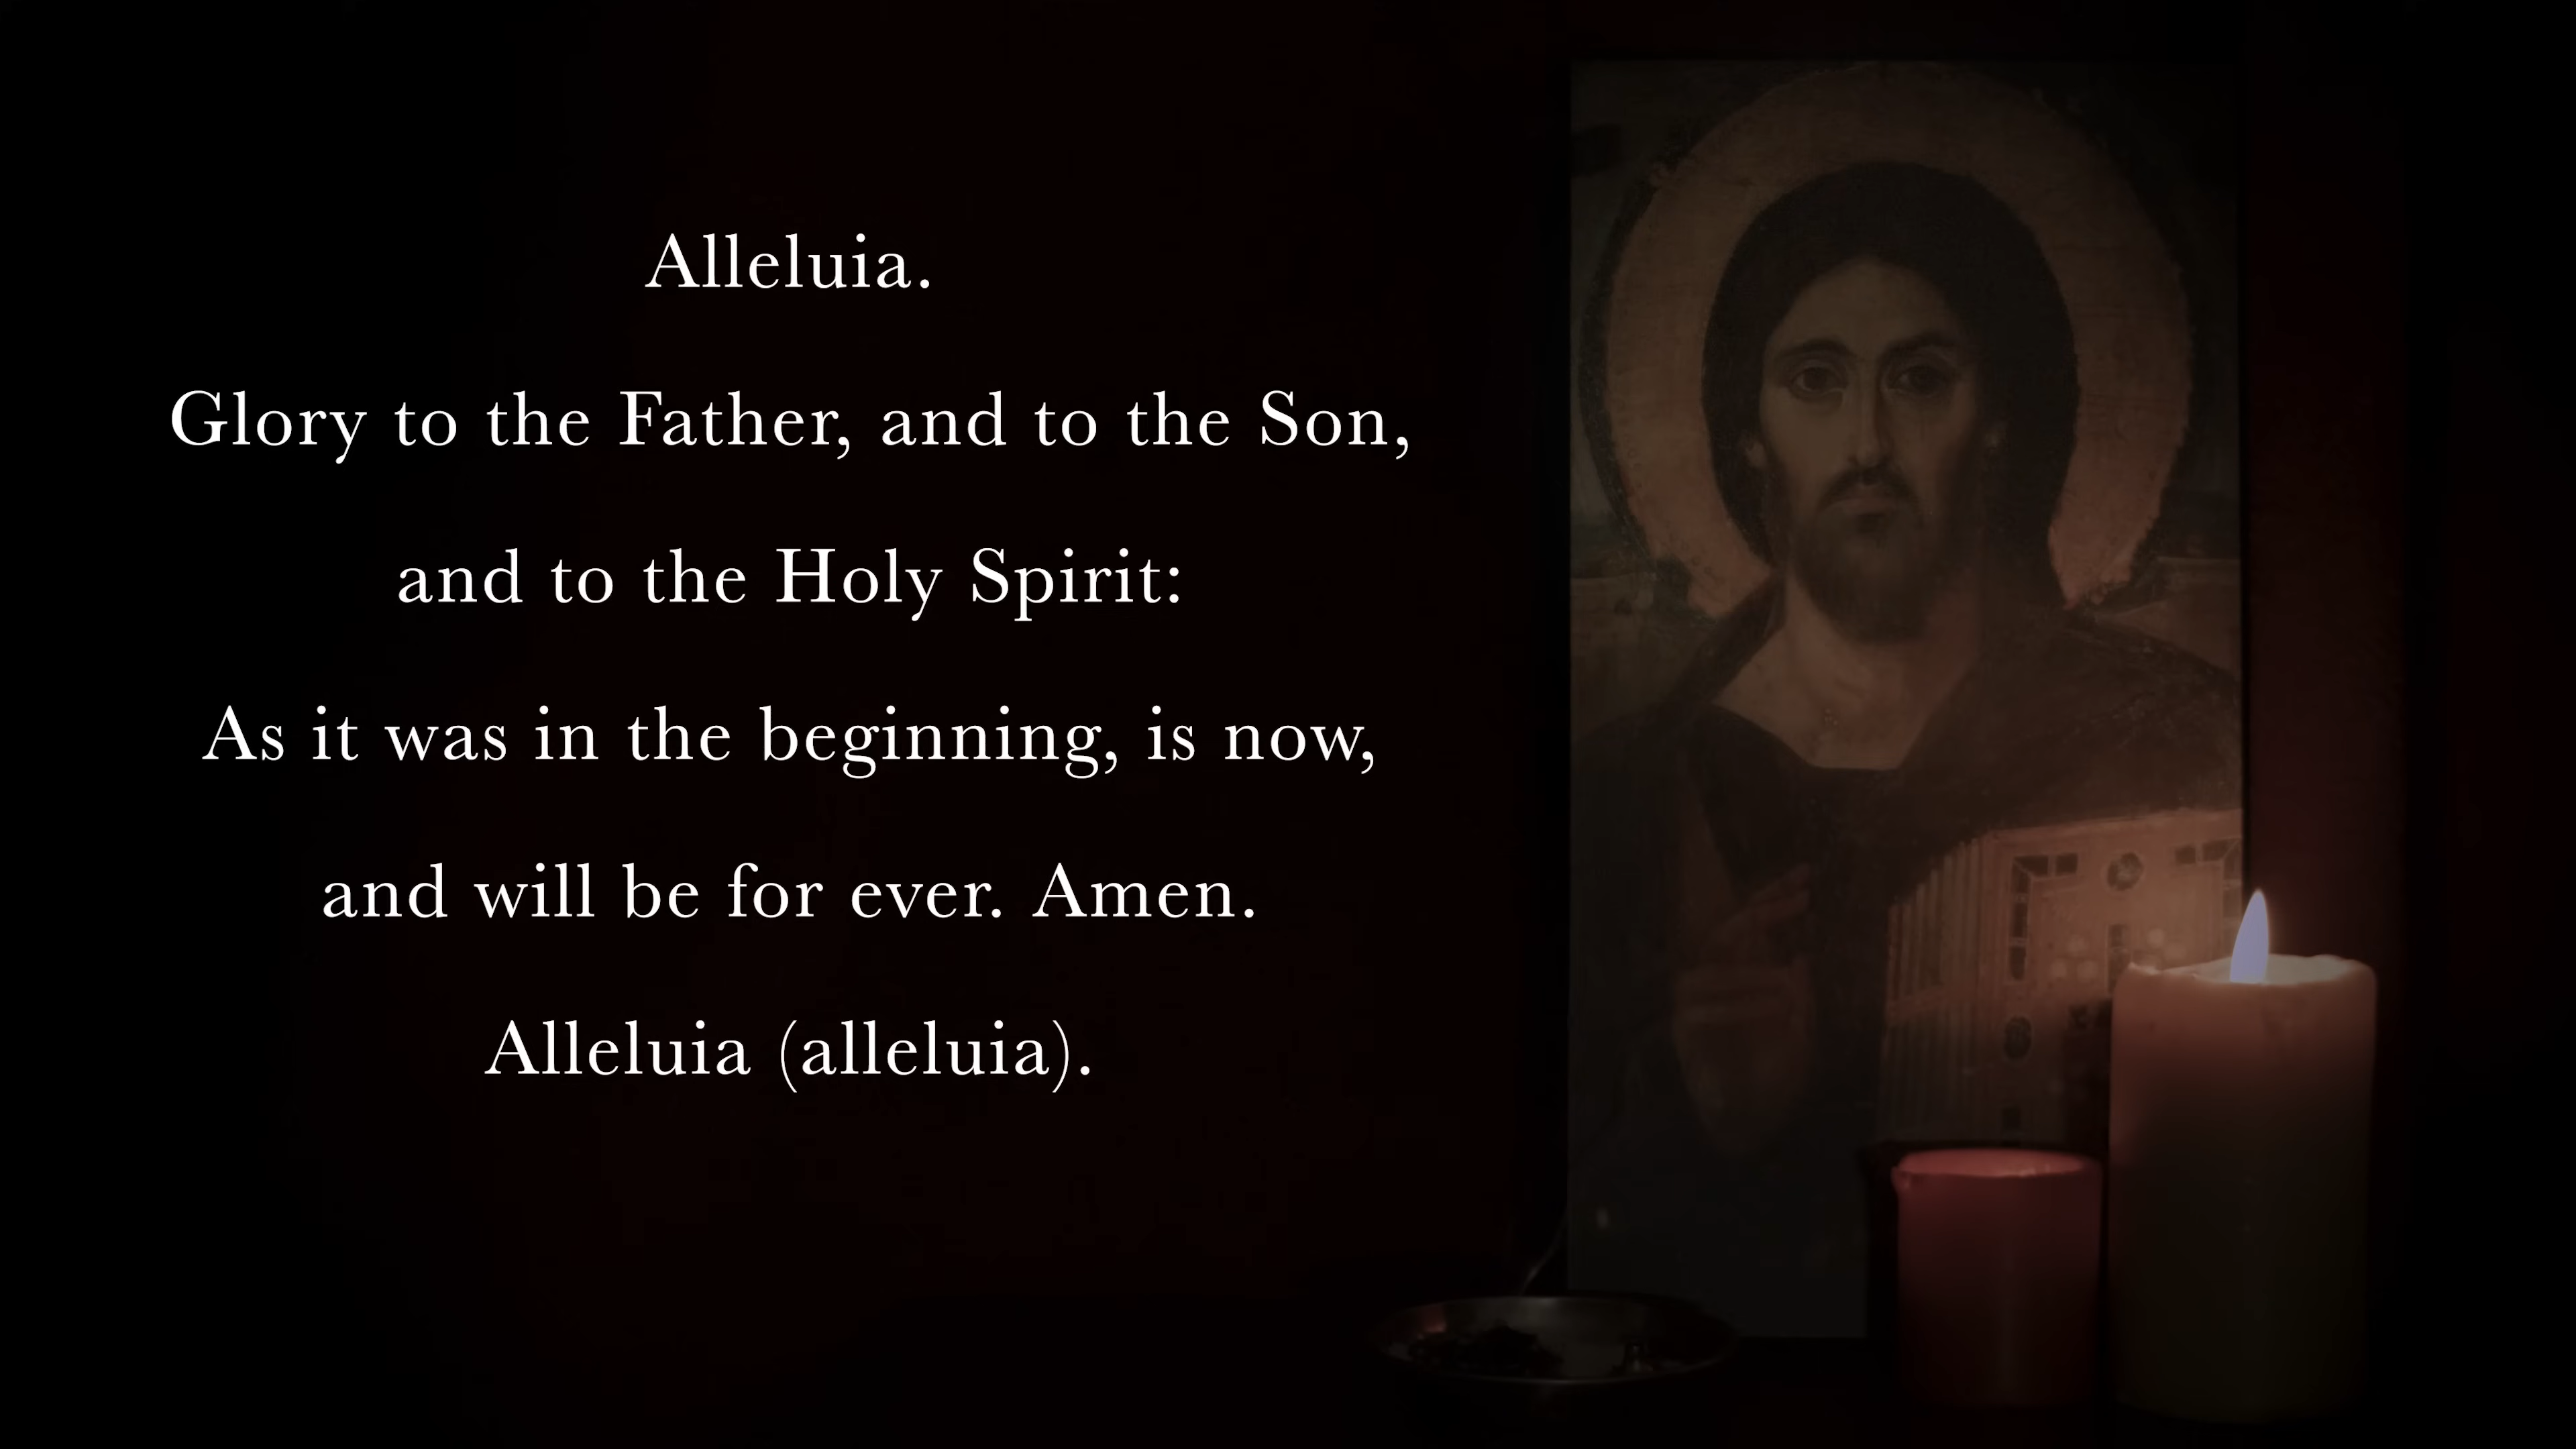 Alleluia.
Glory to the Father, and to the Son,
and to the Holy Spirit:
As it was in the beginning, is now,
and will be for ever. Amen.
Alleluia (alleluia).